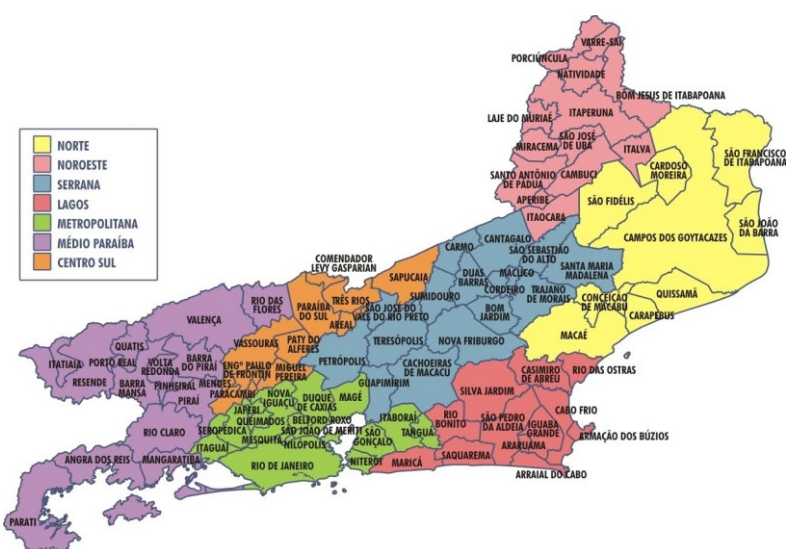 NORTE
NOROESTE
SERRANA
LAGOS
METROPOLITANA
MÉDIO PARAÍBA
CENTRO SUL
VARRE-SAI
PORCIÚNCULA
NATIVIDADE
BOM JESUS DE ITABAPOANA
ITAPERUNA
LAJE DO MURIAÉ
SÃO JOSÉ
DE UBÁ
MIRACEMA
ITALVA
SÃO FRANCISCO
DE ITABAPOANA
CARDOSO
MOREIRA
SANTO ANTÔNIO
DE PÁDUA
CAMBUCI
APERIBE
SÃO FIDÉLIS
ITAOCARA
SÃO JOÃO
DA BARRA
CAMPOS DOS GOYTACAZES
CANTAGALO
CARMO
SÃO SEBASTIÃO
DO ALTO
SANTA MARIA
MADALENA
COMENDADOR
LEVY GASPARIAN
SAPUCAIA
DUAS
BARRAS
MACUCO
CORDEIRO
TRAJANO
DE MORAIS
SUMIDOURO
CONCEIÇÃO
DE MACABU
QUISSAMÃ
CARAPEBUS
RIO DAS
FLORES
PARAÍBA
DO SUL
TRÊS RIOS
SÃO JOSÉ DO
VALE DO RIO PRETO
AREAL
BOM
JARDIM
MACAÉ
VALENÇA
VASSOURAS
PATY DO
ALFERES
TERESÓPOLIS
NOVA FRIBURGO
QUATIS
ITATIAIA
PORTO REAL
VOLTA
REDONDA
BARRA
DO PIRAÍ
ENGº PAULO
DE FRONTIN
MIGUEL
PEREIRA
PETRÓPOLIS
CACHOEIRAS
DE MACACU
CASIMIRO
DE ABREU
RIO DAS OSTRAS
RESENDE
BARRA
MANSA
PINHEIRAL
MENDES
PARACAMBI
PIRAÍ
GUAPIMIRIM
SILVA JARDIM
NOVA
IGUAÇU
DUQUE
DE CAXIAS
MAGÉ
JAPERI
QUEIMADOS
BELFORD ROXO
SÃO JOÃO DE MERITI
SEROPÉDICA
MESQUITA
NILÓPOLIS
ITAGUAÍ
ITABORAÍ
SÃO
GONÇALO
TANGUÁ
RIO
BONITO
SÃO PEDRO
DA ALDEIA
IGUABA
GRANDE
CABO FRIO
ARARUAMA
ARMAÇÃO DOS BÚZIOS
RIO CLARO
ANGRA DOS REIS
MANGARATIBA
RIO DE JANEIRO
NITERÓI
MARICÁ
SAQUAREMA
ARRAIAL DO CABO
PARATI